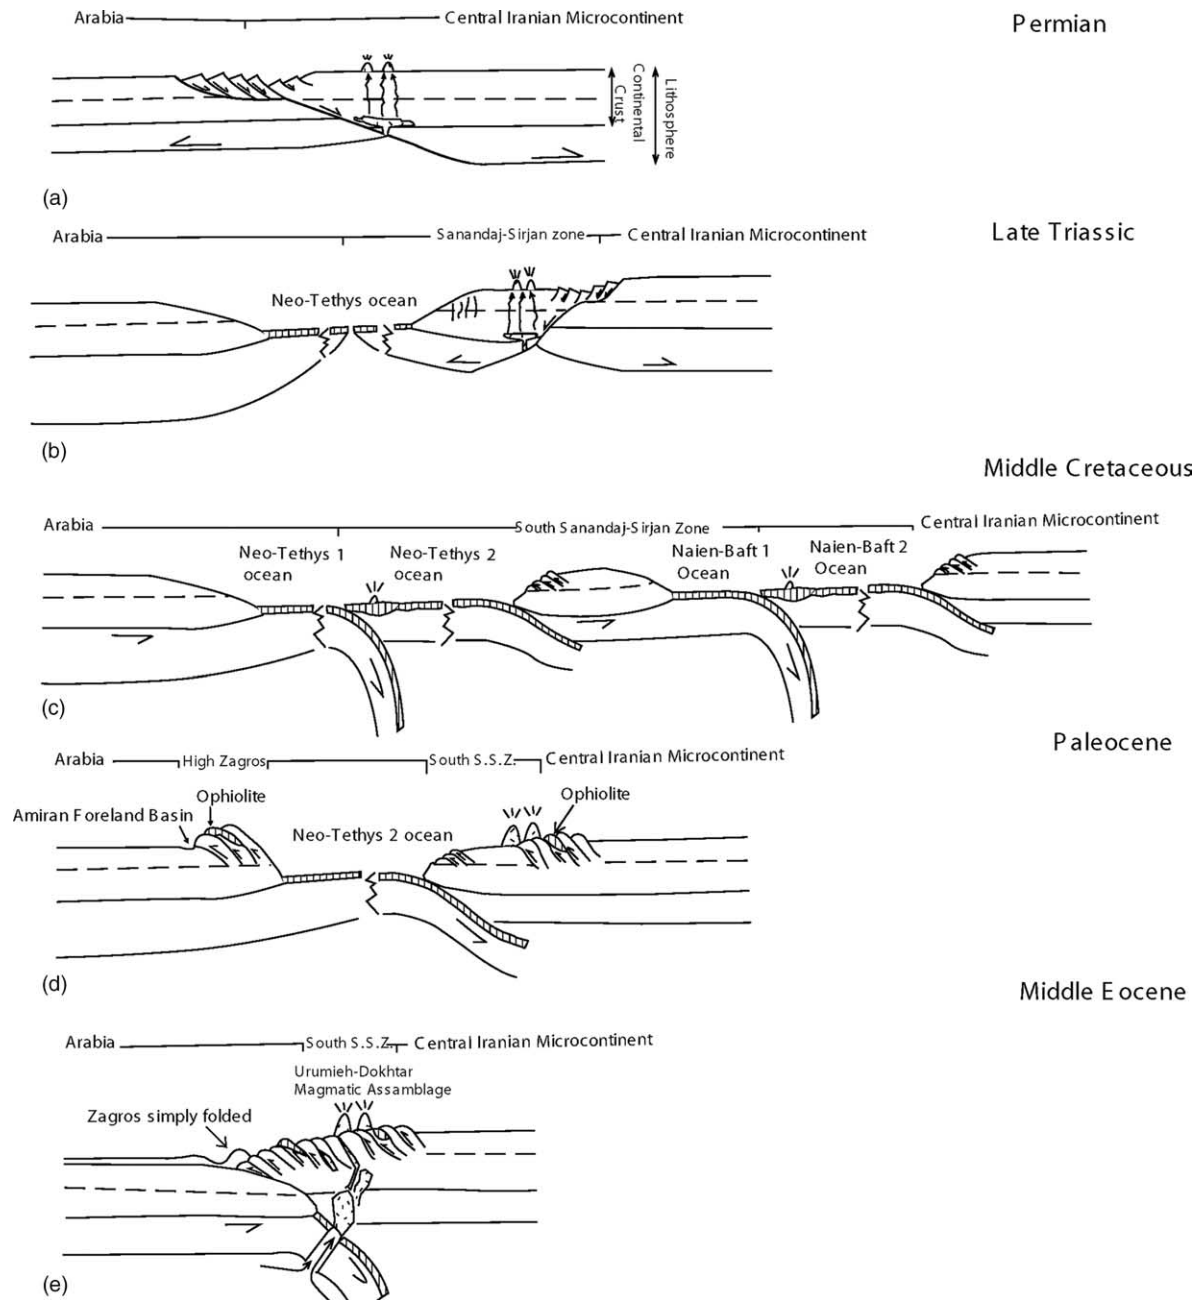 Arabia Central Iranian Microcontinent
Permian
Continental
Crust
Lithosphere
(a)
Late Triassic
Arabia Sanandaj-Sirjan zone Central Iranian Microcontinent
Neo-Tethys ocean
(b)
Middle Cretaceous
Arabia South Sanandaj-Sirjan Zone Central Iranian Microcontinent
Neo-Tethys 1
ocean
Neo-Tethys 2
ocean
Naien-Baft 1
Ocean
Naien-Baft 2
Ocean
(c)
Paleocene
Arabia High Zagros South S.S.Z. Central Iranian Microcontinent
Ophiolite
Ophiolite
Amiran Foreland Basin
Neo-Tethys 2 ocean
(d)
Middle Eocene
Arabia South S.S.Z. Central Iranian Microcontinent
Urumieh-Dokhtar
Magmatic Assamblage
Zagros simply folded
(e)